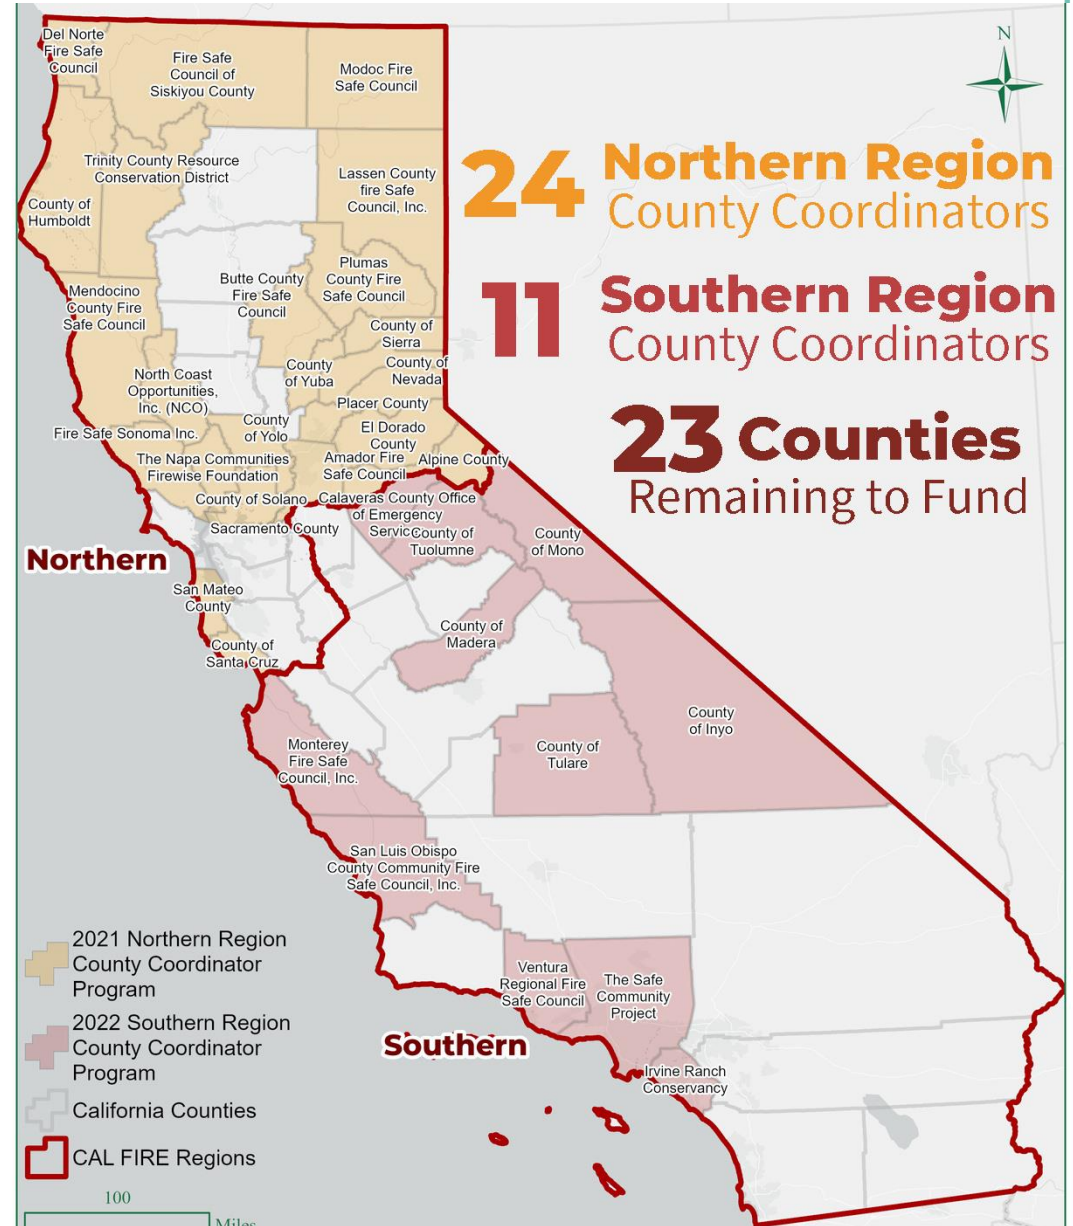 Del Norte
Fire Safe
Council
Fire Safe
Council of
Siskiyou County
Modoc Fire
Safe Council
N
Trinity County Resource
Conservation District
Lassen County
fire Safe
Council, Inc.
County of
Humboldt
24 Northern Region
County Coordinators
Mendocino
County Fire
Safe Council
Butte County
Fire Safe
Council
Plumas
County Fire
Safe Council
11 Southern Region
County Coordinators
County of
Sierra
County
of Yuba
County of
Nevada
North Coast
Opportunities,
Inc. (NCO)
Placer County
23 Counties
Remaining to Fund
County
of Yolo
El Dorado
County
Fire Safe Sonoma Inc.
The Napa Communities
Firewise Foundation
Amador Fire
Safe Council
Alpine County
County of Solano
Calaveras County Office
of Emergency
Servic
Sacramento County
County of
Tuolumne
County
of Mono
Northern
San Mateo
County
County of
Santa Cruz
County of
Madera
County
of Inyo
Monterey
Fire Safe
Council, Inc.
County of
Tulare
San Luis Obispo
County Community Fire
Safe Council, Inc.
Ventura
Regional Fire
Safe Council
The Safe
Community
Project
Southern
Irvine Ranch
Conservancy
2021 Northern Region
County Coordinator
Program
2022 Southern Region
County Coordinator
Program
California Counties
CAL FIRE Regions
100
Miles